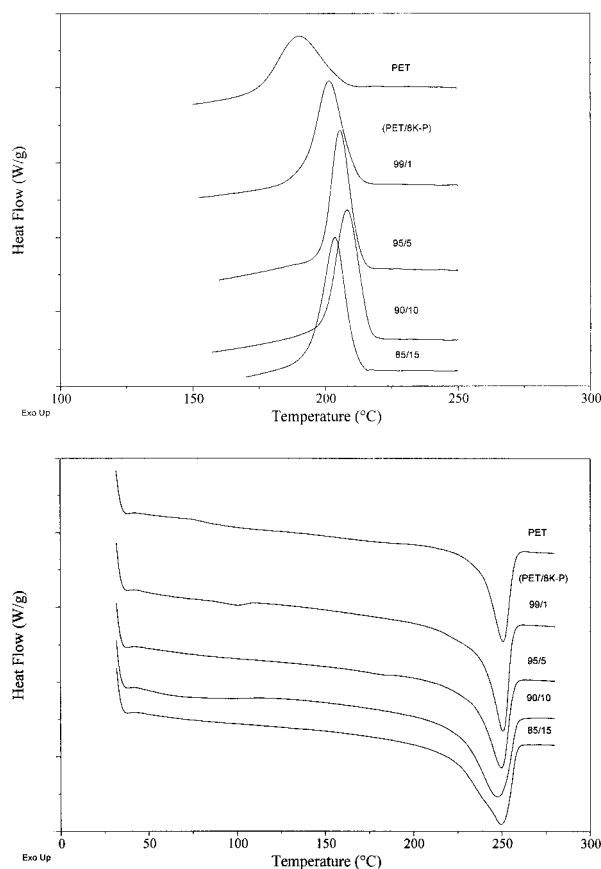 PET
(PET/8K-P)
99/1
95/5
90/10
85/15
Heat Flow (W/g)
Exo Up
100
150
200
250
300
Temperature (°C)
PET
(PET/8K-P)
99/1
95/5
90/10
85/15
Heat Flow (W/g)
Exo Up
0
50
100
150
200
250
300
Temperature (°C)